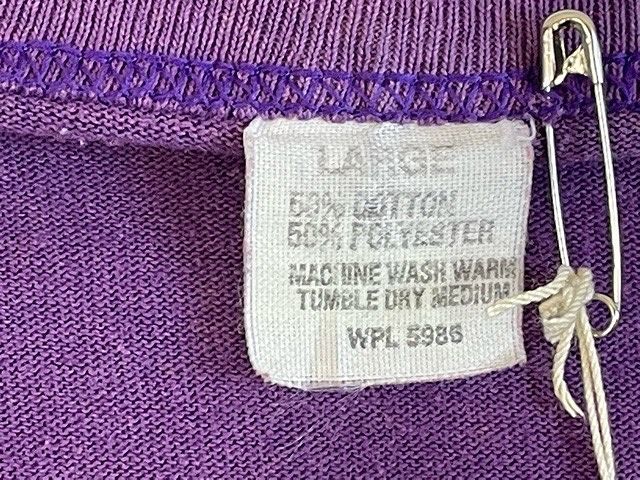 LARGE
50% COTTON
50% POLYESTER
MACHINE WASH WARM
TUMBLE DRY MEDIUM
WPL 5986